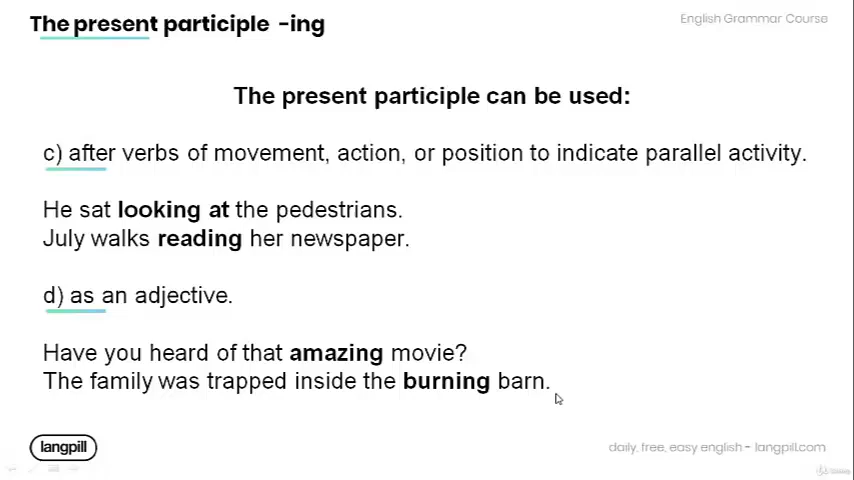 The present participle -ing
English Grammar Course
The present participle can be used:
c) after verbs of movement, action, or position to indicate parallel activity.
He sat looking at the pedestrians.
July walks reading her newspaper.
d) as an adjective.
Have you heard of that amazing movie?
The family was trapped inside the burning barn.
langpill
daily, free, easy english - langpill.com